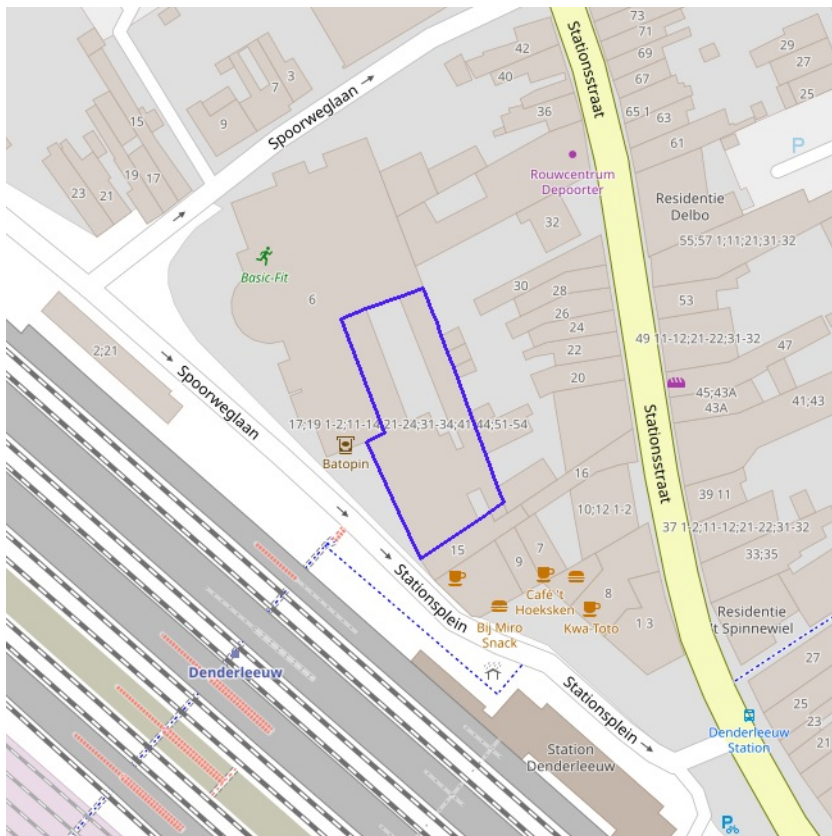 73
71
69
67
65 1
63
61
42
40
36
29
27
25
P
3
7
9
15
19
17
23
21
Spoorweglaan
Stationsstraat
Rouwcentrum
Depoorter
Residentie
Delbo
32
55;57 1;11;21;31-32
Basic-Fit
6
30
28
26
24
22
20
53
49 11-12;21-22;31-32
47
45;43A
43A
41;43
2;21
Spoorweglaan
17;19 1-2;11-14;21-24;31-34;41-44;51-54
Batopin
Stationsstraat
16
10;12 1-2
39 11
37 1-2;11-12;21-22;31-32
33;35
15
9
7
8
1 3
Café 't
Hoeksken
Kwa-Toto
Bij Miro
Snack
Stationsplein
Residentie
't Spinnewiel
27
25
23
21
Denderleeuw
Stationsplein
Station
Denderleeuw
Denderleeuw
Station
P